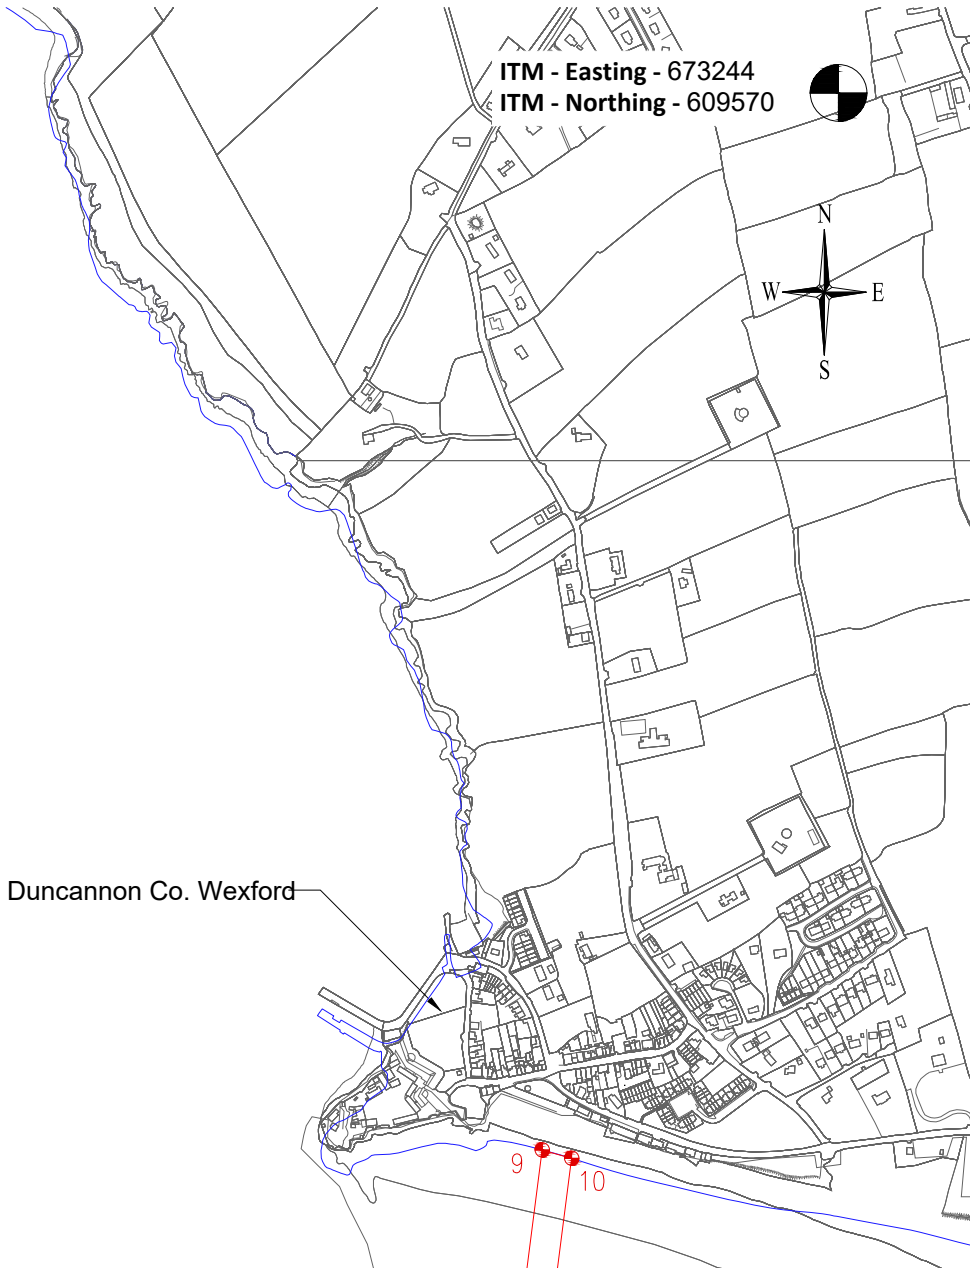 ITM - Easting - 673244
ITM - Northing - 609570
N
W E
S
Duncannon Co. Wexford
9
10